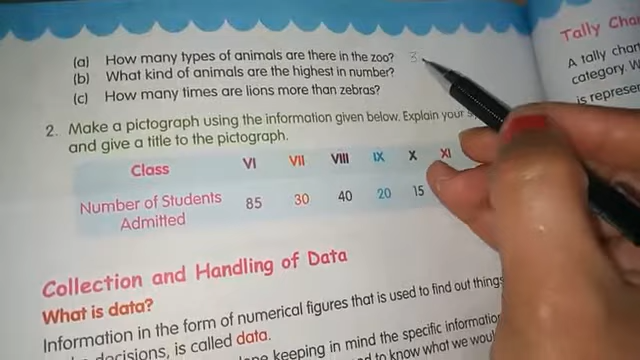 (a) How many types of animals are there in the zoo? 3
(b) What kind of animals are the highest in number?
(c) How many times are lions more than zebras?
2. Make a pictograph using the information given below. Explain your
and give a title to the pictograph.
Class VI VII VIII IX X XI
Number of Students Admitted 85 30 40 20 15
Collection and Handling of Data
What is data?
Information in the form of numerical figures that is used to find out things
decisions, is called data.
keeping in mind the specific information
to know what we
Tally
A tally
category.
is